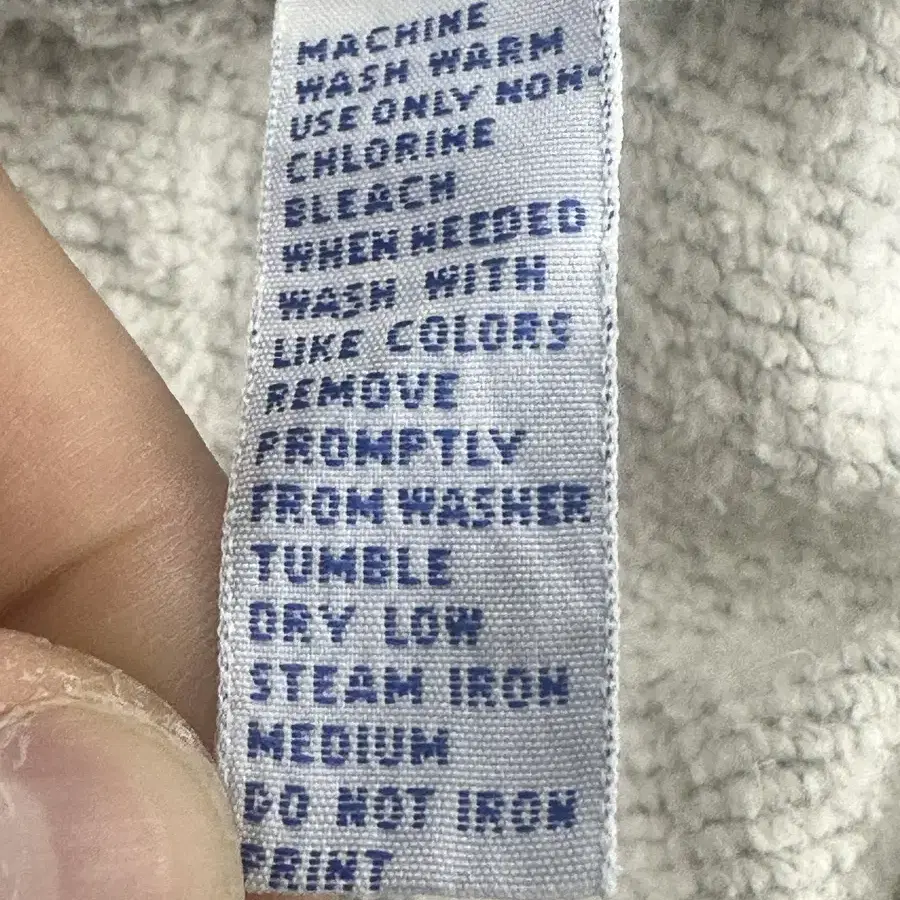 MACHINE
WASH WARM
USE ONLY NON-
CHLORINE
BLEACH
WHEN NEEDED
WASH WITH
LIKE COLORS
REMOVE
PROMPTLY
FROM WASHER
TUMBLE
DRY LOW
STEAM IRON
MEDIUM
DO NOT IRON
PRINT